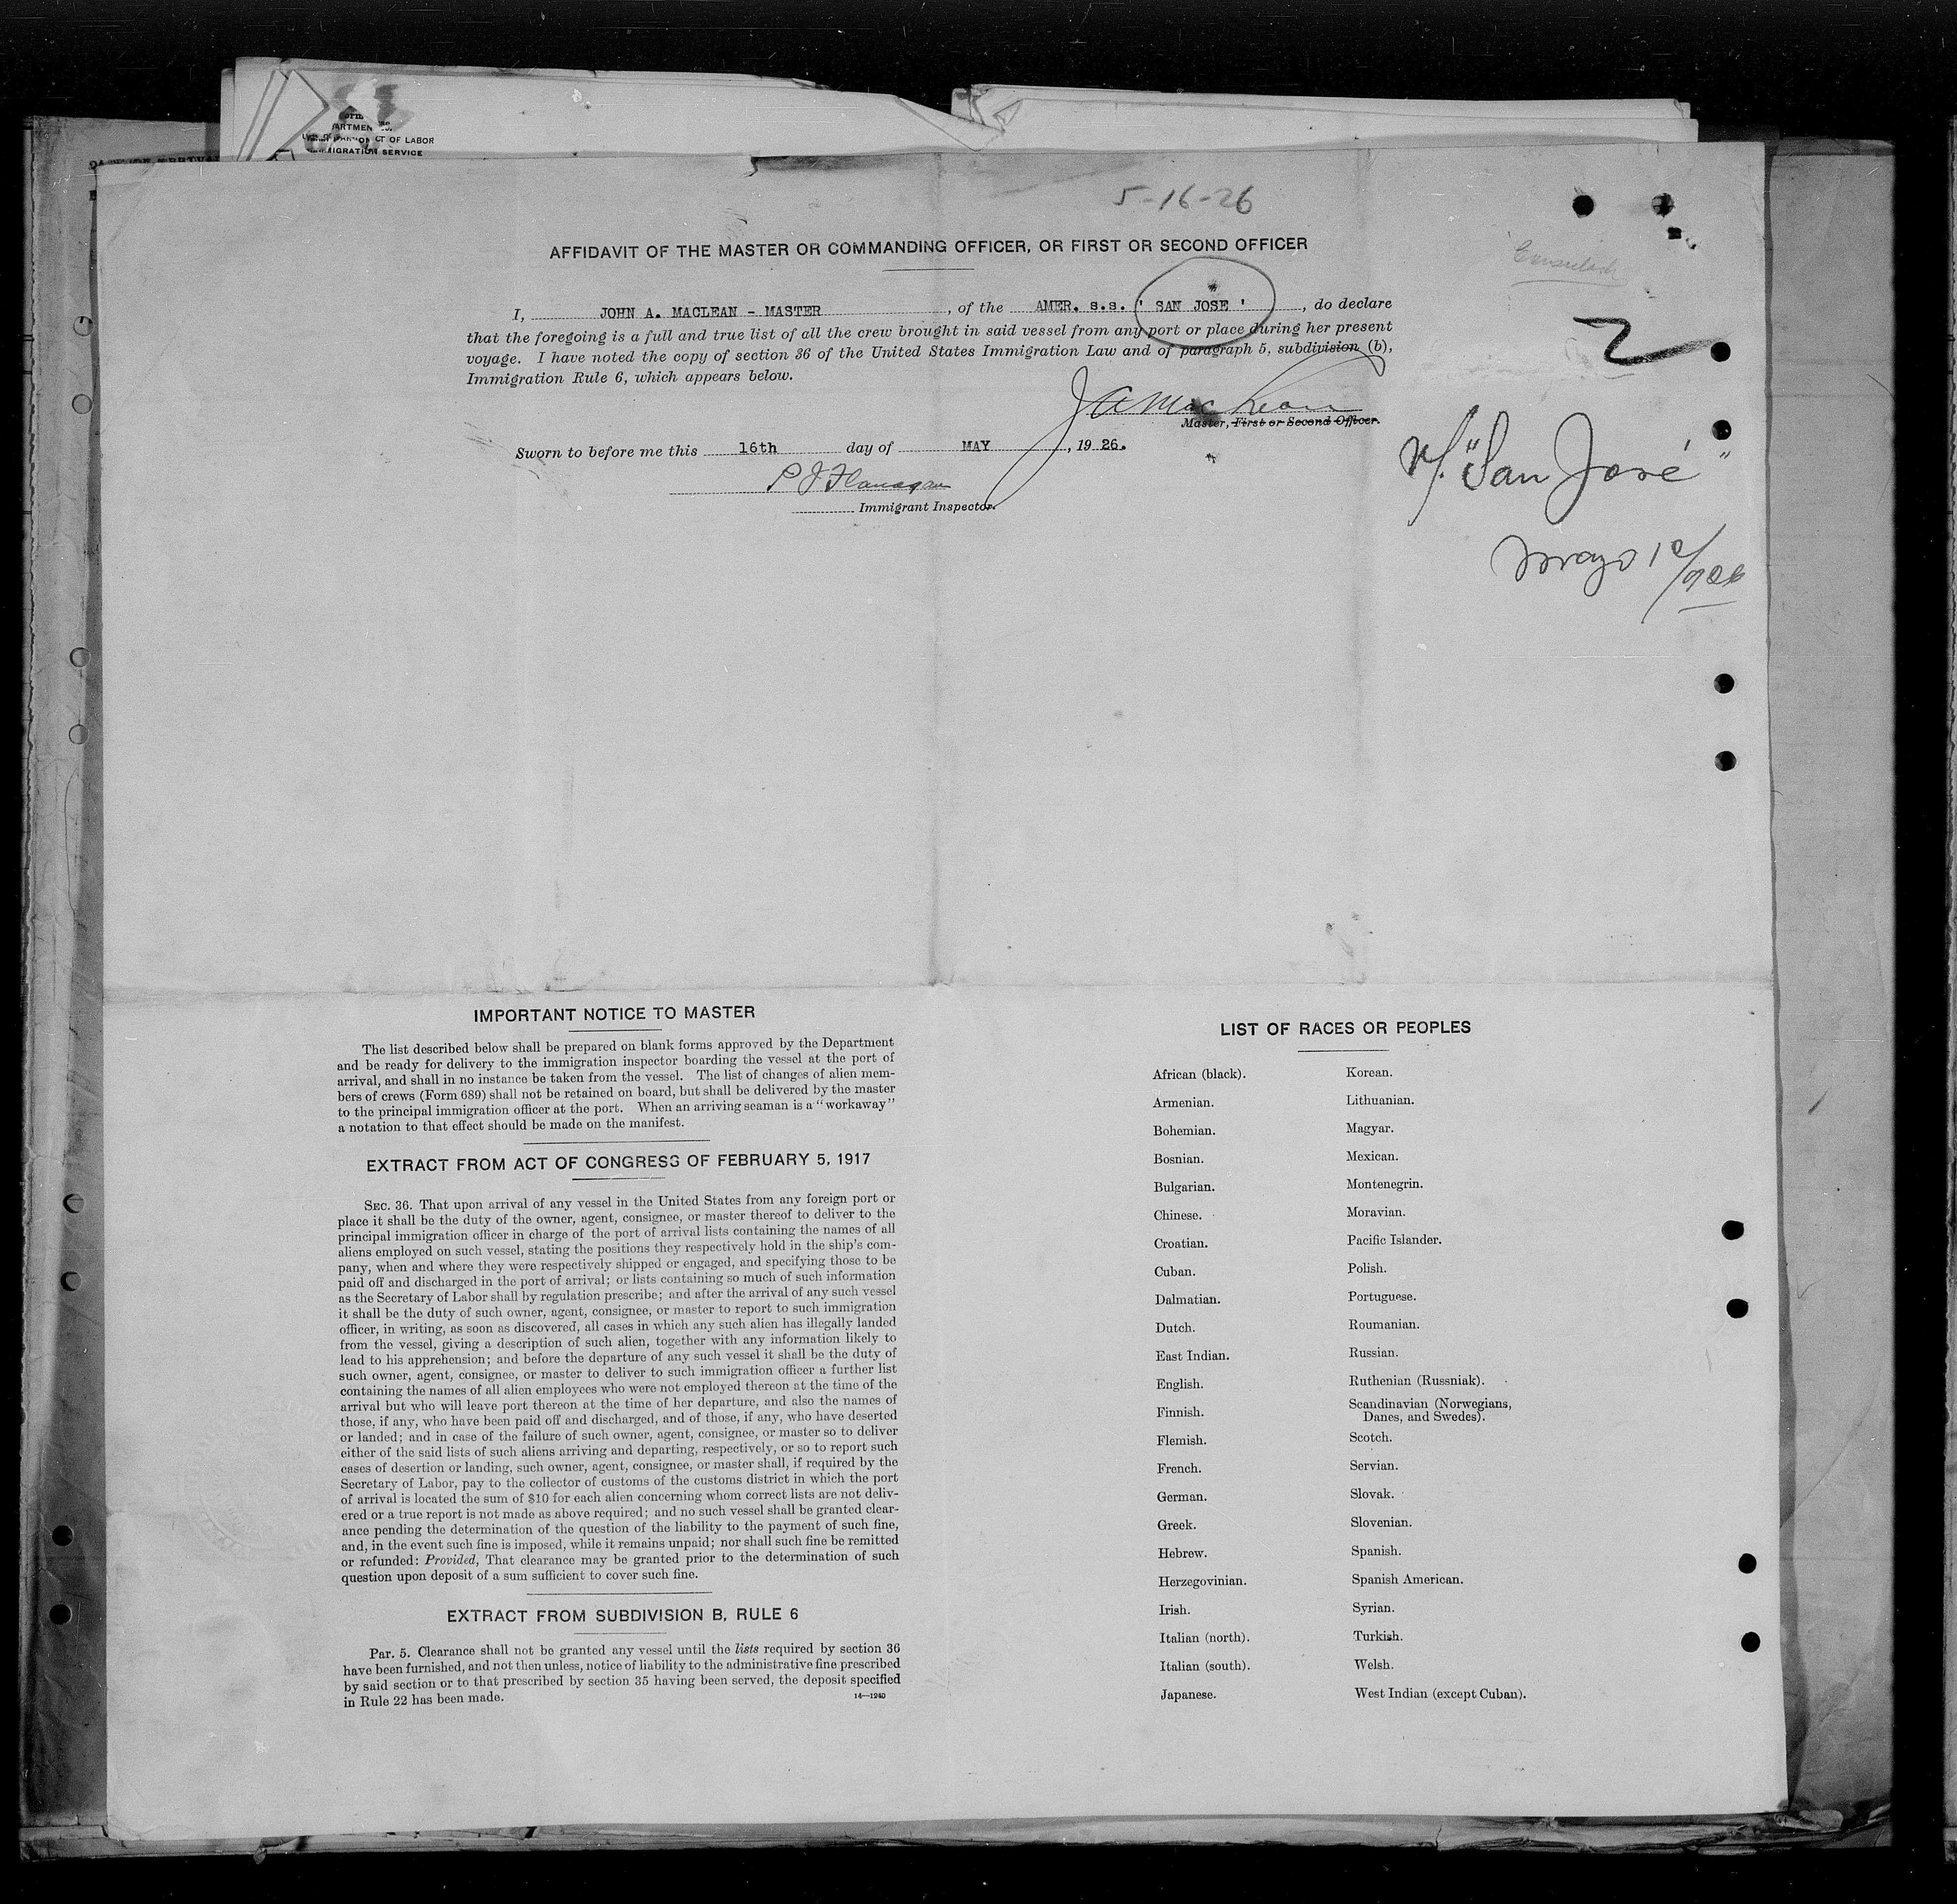 ARTMEN
CT OF LABOR
MIGRATION SERVICE
5-16-26
AFFIDAVIT OF THE MASTER OR COMMANDING OFFICER, OR FIRST OR SECOND OFFICER
I, JOHN A. MACLEAN - MASTER, of the AMER. s.s. ' SAN JOSE ', do declare
that the foregoing is a full and true list of all the crew brought in said vessel from any port or place during her present
voyage. I have noted the copy of section 36 of the United States Immigration Law and of paragraph 5, subdivision (b),
Immigration Rule 6, which appears below.
J A MacLean
Master, First or Second Officer.
Sworn to before me this 16th day of MAY, 19 26.
P J Flanagan
Immigrant Inspector.
2
"San José"
IMPORTANT NOTICE TO MASTER
The list described below shall be prepared on blank forms approved by the Department
and be ready for delivery to the immigration inspector boarding the vessel at the port of
arrival, and shall in no instance be taken from the vessel. The list of changes of alien mem-
bers of crews (Form 689) shall not be retained on board, but shall be delivered by the master
to the principal immigration officer at the port. When an arriving seaman is a "workaway"
a notation to that effect should be made on the manifest.
EXTRACT FROM ACT OF CONGRESS OF FEBRUARY 5, 1917
SEC. 36. That upon arrival of any vessel in the United States from any foreign port or
place it shall be the duty of the owner, agent, consignee, or master thereof to deliver to the
principal immigration officer in charge of the port of arrival lists containing the names of all
aliens employed on such vessel, stating the positions they respectively hold in the ship's com-
pany, when and where they were respectively shipped or engaged, and specifying those to be
paid off and discharged in the port of arrival; or lists containing so much of such information
as the Secretary of Labor shall by regulation prescribe; and after the arrival of any such vessel
it shall be the duty of such owner, agent, consignee, or master to report to such immigration
officer, in writing, as soon as discovered, all cases in which any such alien has illegally landed
from the vessel, giving a description of such alien, together with any information likely to
lead to his apprehension; and before the departure of any such vessel it shall be the duty of
such owner, agent, consignee, or master to deliver to such immigration officer a further list
containing the names of all alien employees who were not employed thereon at the time of the
arrival but who will leave port thereon at the time of her departure, and also the names of
those, if any, who have been paid off and discharged, and of those, if any, who have deserted
or landed; and in case of the failure of such owner, agent, consignee, or master so to deliver
either of the said lists of such aliens arriving and departing, respectively, or so to report such
cases of desertion or landing, such owner, agent, consignee, or master shall, if required by the
Secretary of Labor, pay to the collector of customs of the customs district in which the port
of arrival is located the sum of $10 for each alien concerning whom correct lists are not deliv-
ered or a true report is not made as above required; and no such vessel shall be granted clear-
ance pending the determination of the question of the liability to the payment of such fine,
and, in the event such fine is imposed, while it remains unpaid; nor shall such fine be remitted
or refunded: Provided, That clearance may be granted prior to the determination of such
question upon deposit of a sum sufficient to cover such fine.
EXTRACT FROM SUBDIVISION B, RULE 6
Par. 5. Clearance shall not be granted any vessel until the lists required by section 36
have been furnished, and not then unless, notice of liability to the administrative fine prescribed
by said section or to that prescribed by section 35 having been served, the deposit specified
in Rule 22 has been made.
14—1240
LIST OF RACES OR PEOPLES
African (black).
Armenian.
Bohemian.
Bosnian.
Bulgarian.
Chinese.
Croatian.
Cuban.
Dalmatian.
Dutch.
East Indian.
English.
Finnish.
Flemish.
French.
German.
Greek.
Hebrew.
Herzegovinian.
Irish.
Italian (north).
Italian (south).
Japanese.
Korean.
Lithuanian.
Magyar.
Mexican.
Montenegrin.
Moravian.
Pacific Islander.
Polish.
Portuguese.
Roumanian.
Russian.
Ruthenian (Russniak).
Scandinavian (Norwegians,
Danes, and Swedes).
Scotch.
Servian.
Slovak.
Slovenian.
Spanish.
Spanish American.
Syrian.
Turkish.
Welsh.
West Indian (except Cuban).